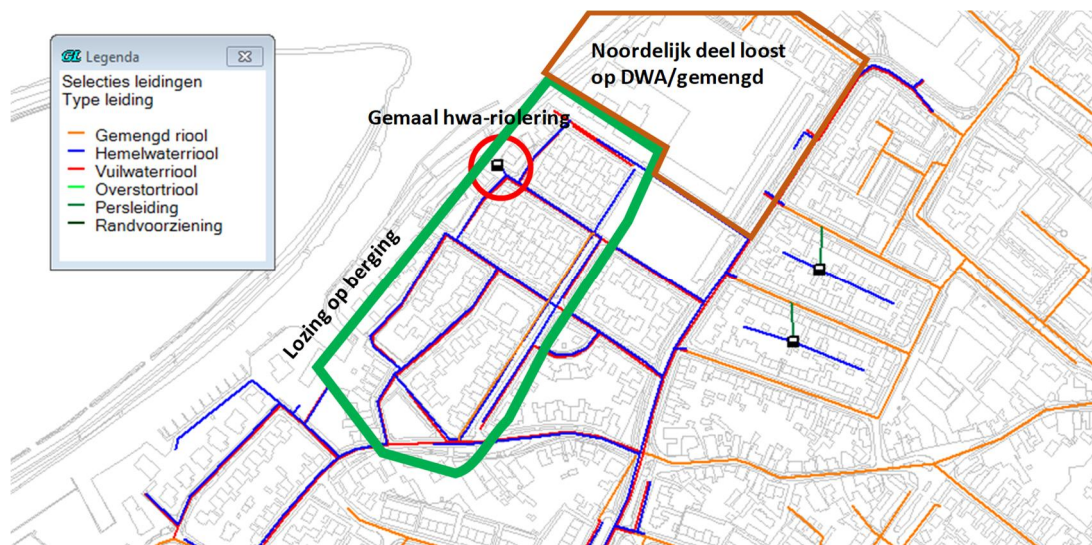 GL Legenda
Selecties leidingen
Type leiding
Gemengd riool
Hemelwaterriool
Vuilwaterriool
Overstortriool
Persleiding
Randvoorziening
Noordelijk deel loost
op DWA/gemengd
Gemaal hwa-riolering
Lozing op berging